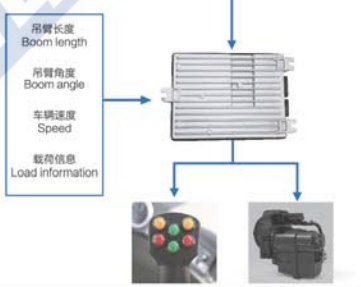 吊臂长度
Boom length
吊臂角度
Boom angle
车辆速度
Speed
载荷信息
Load information